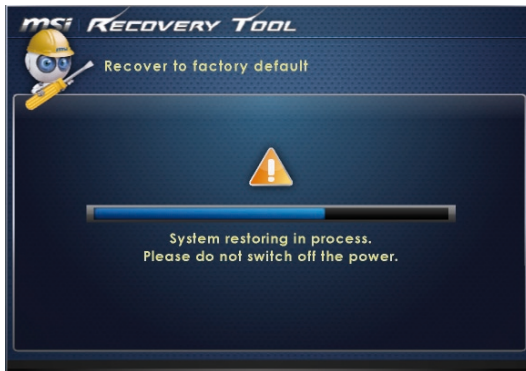 msi RECOVERY TOOL
Recover to factory default
System restoring in process.
Please do not switch off the power.